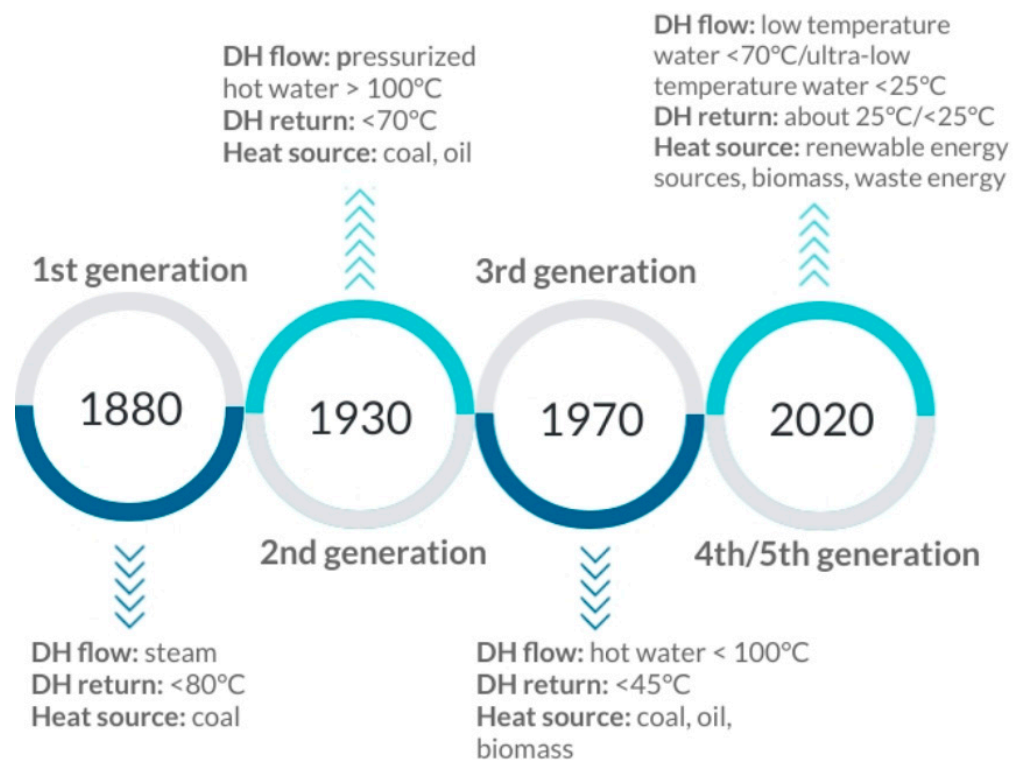 1st generation
1880
DH flow: steam
DH return: <80°C
Heat source: coal
DH flow: pressurized
hot water > 100°C
DH return: <70°C
Heat source: coal, oil
1930
2nd generation
3rd generation
1970
DH flow: hot water < 100°C
DH return: <45°C
Heat source: coal, oil,
biomass
DH flow: low temperature
water <70°C/ultra-low
temperature water <25°C
DH return: about 25°C/<25°C
Heat source: renewable energy
sources, biomass, waste energy
2020
4th/5th generation